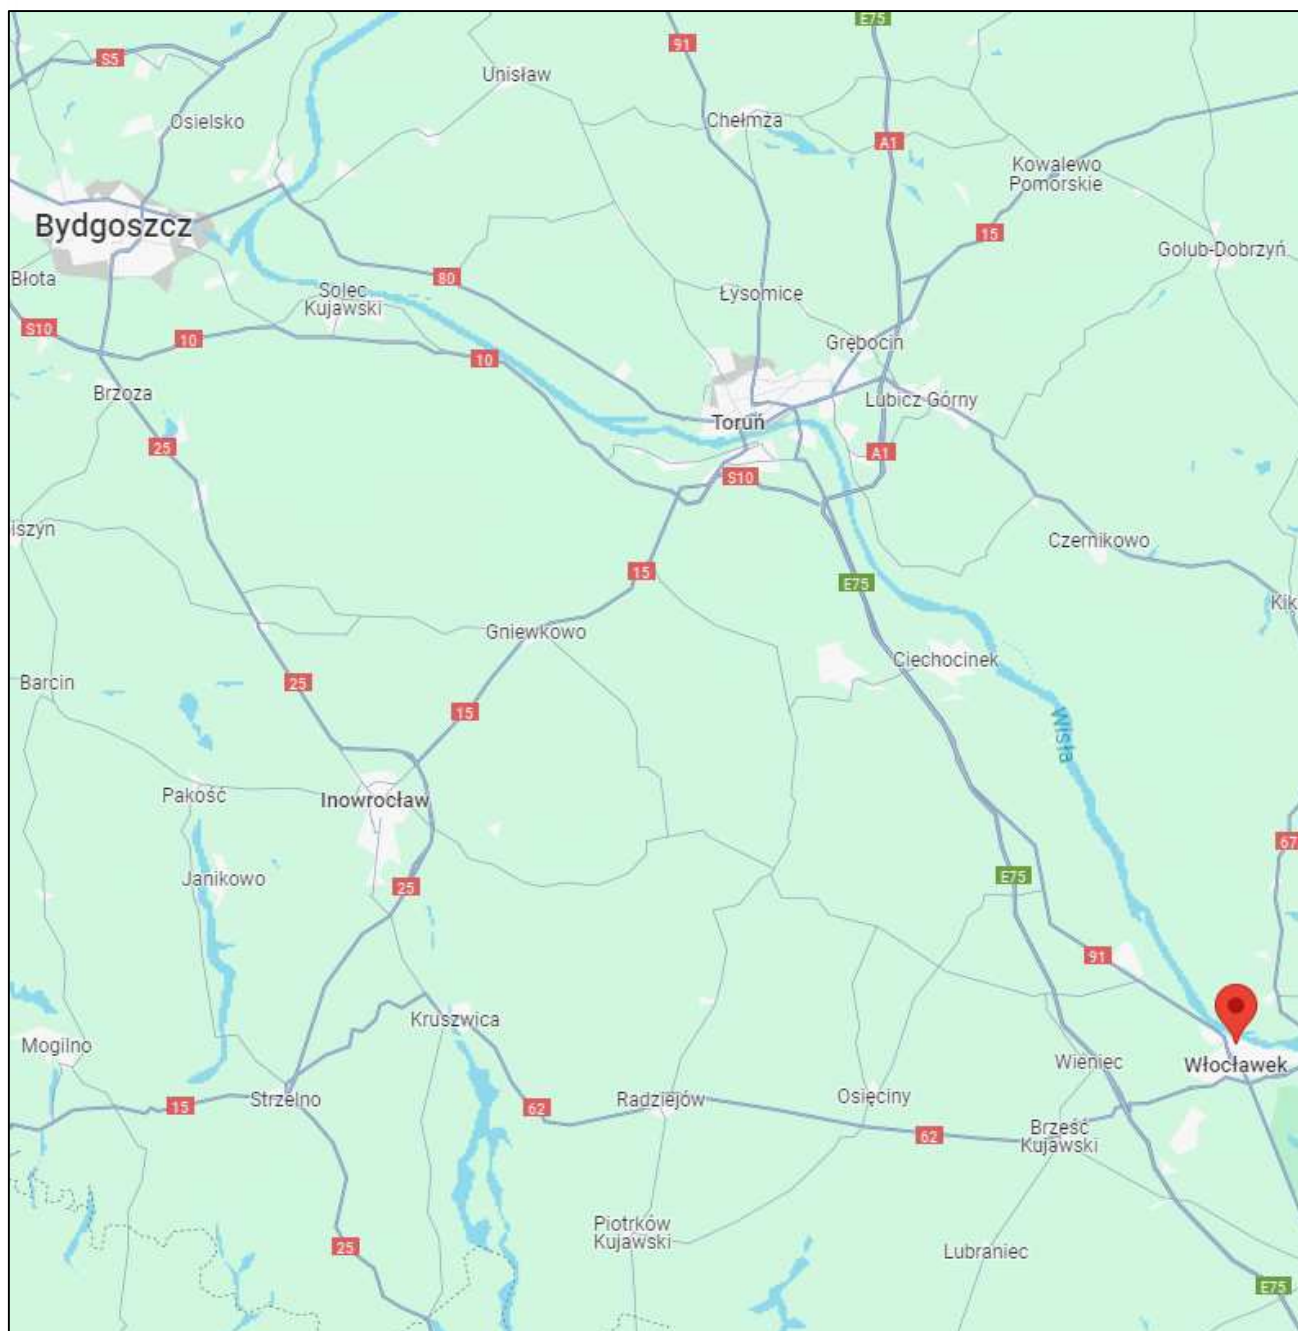 E75
91
S5
Unisław
Osielsko
Chełmża
A1
Kowalewo
Pomorskie
Bydgoszcz
15
Golub-Dobrzyń
Błota
80
Solec
Kujawski
Łysomice
S10
10
Grębocin
10
Brzoza
Lubicz Górny
Toruń
25
A1
S10
iszyn
Czernikowo
15
E75
Kik
Gniewkowo
Ciechocinek
Barcin
25
15
Wisła
Pakość
Inowrocław
67
Janikowo
25
E75
91
Kruszwica
Mogilno
Wieniec
Włocławek
Strzelno
15
62
Radziejów
Osięciny
62
Brześć
Kujawski
Piotrków
Kujawski
25
Lubraniec
E75